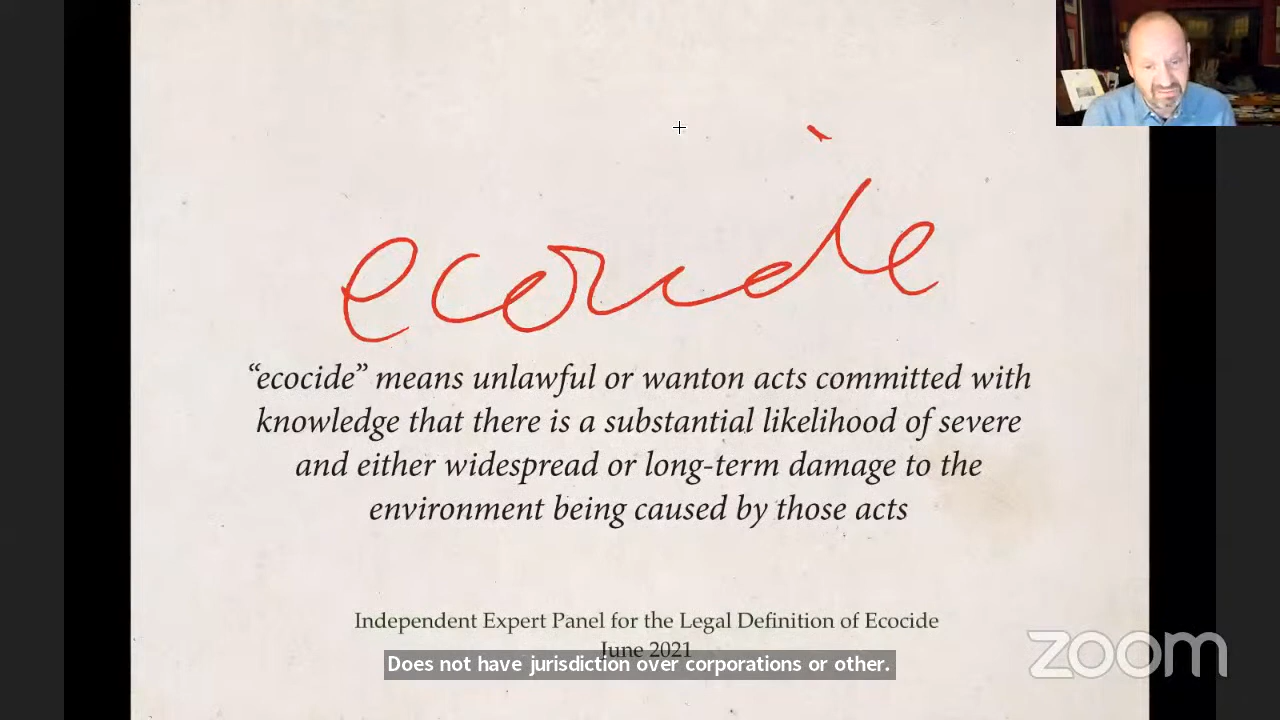 ecocide
“ecocide” means unlawful or wanton acts committed with
knowledge that there is a substantial likelihood of severe
and either widespread or long-term damage to the
environment being caused by those acts
Independent Expert Panel for the Legal Definition of Ecocide
June 2021
Does not have jurisdiction over corporations or other.
zoom